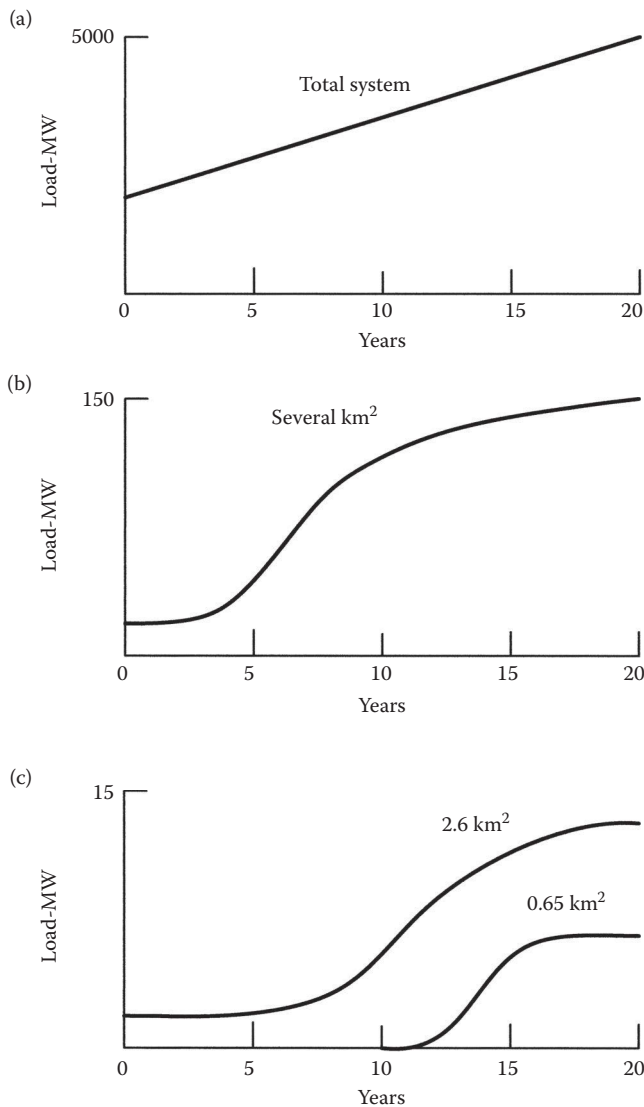 (a)
5000
Total system
Load-MW
0 5 10 15 20
Years
(b)
150
Several km²
Load-MW
0 5 10 15 20
Years
(c)
15
2.6 km²
0.65 km²
Load-MW
0 5 10 15 20
Years